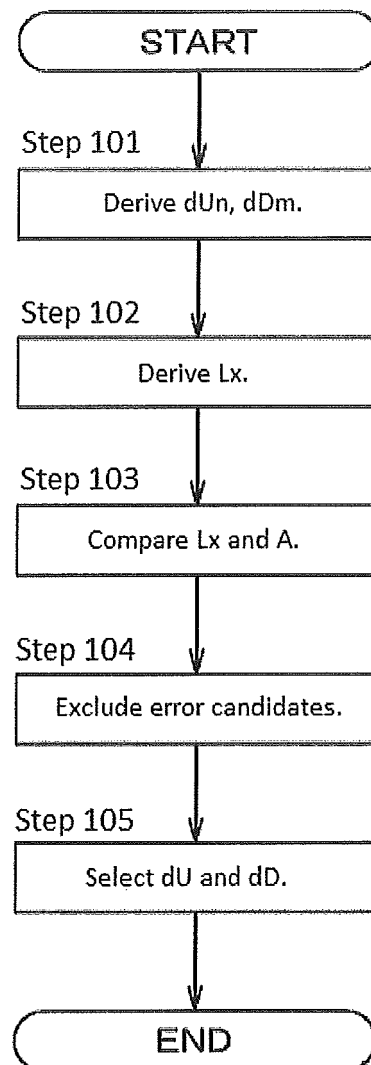 START
Step 101
Derive dUn, dDm.
Step 102
Derive Lx.
Step 103
Compare Lx and A.
Step 104
Exclude error candidates.
Step 105
Select dU and dD.
END